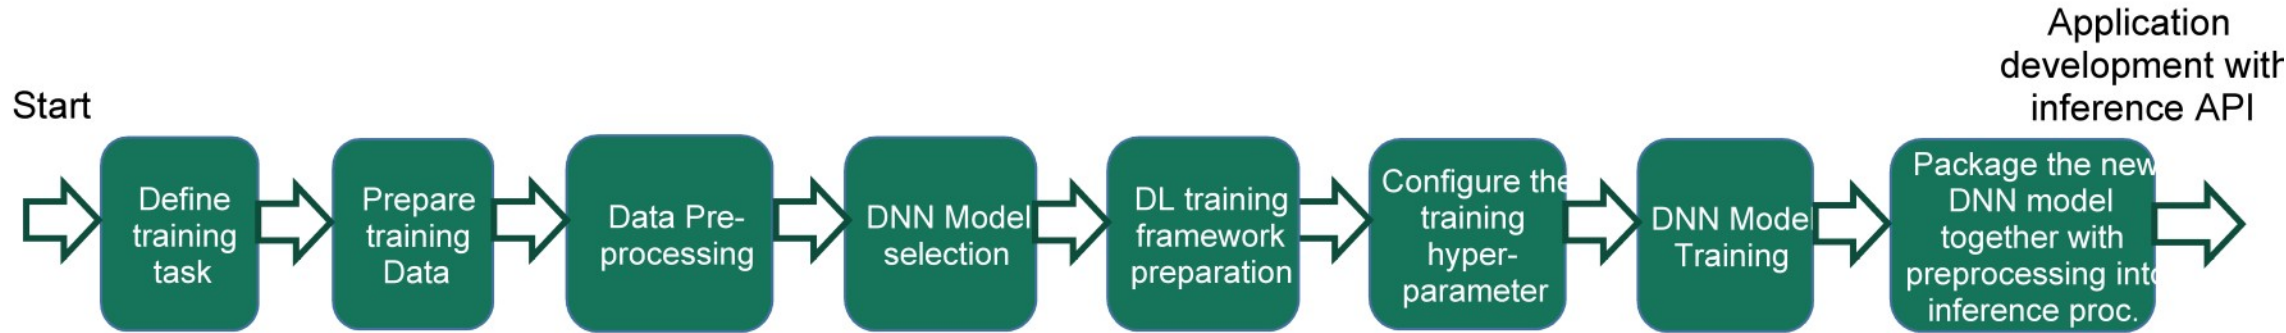 Start
Define
training
task
Prepare
training
Data
Data Pre-
processing
DNN Model
selection
DL training
framework
preparation
Configure the
training
hyper-
parameter
DNN Model
Training
Package the new
DNN model
together with
preprocessing into
inference proc.
Application
development with
inference API